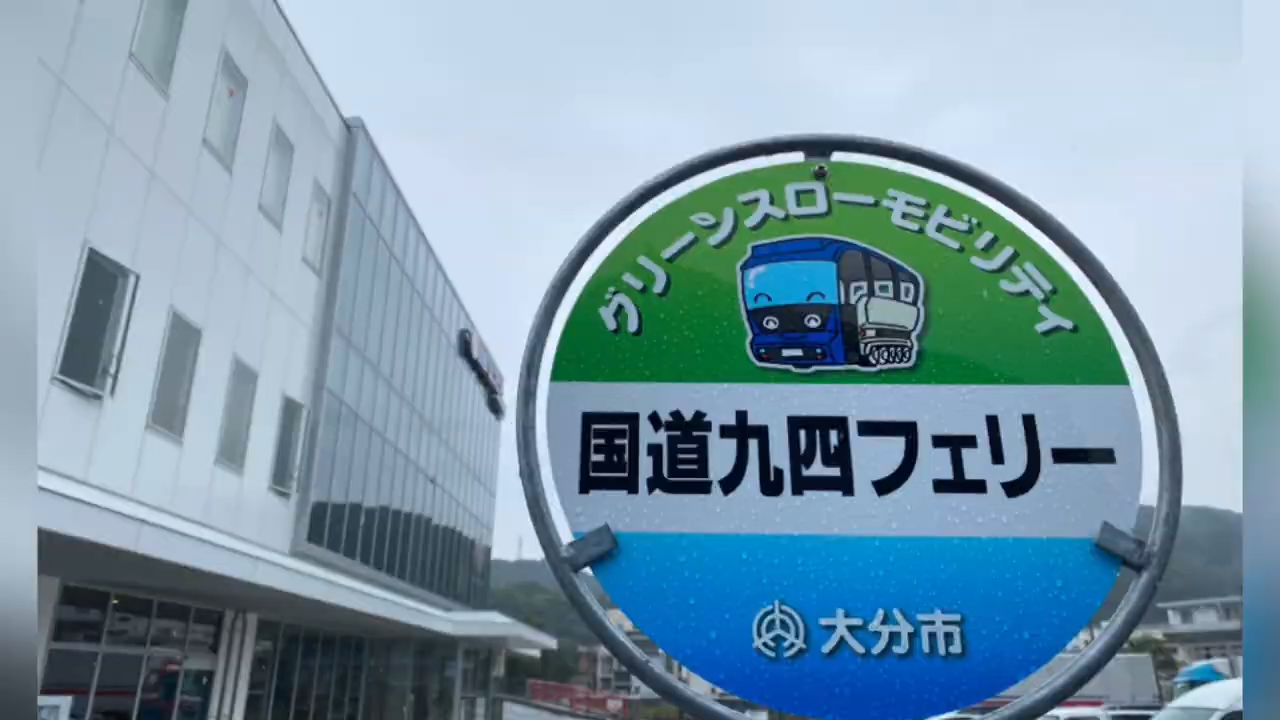 グリーンスローモビリティ
国道九四フェリー
大分市